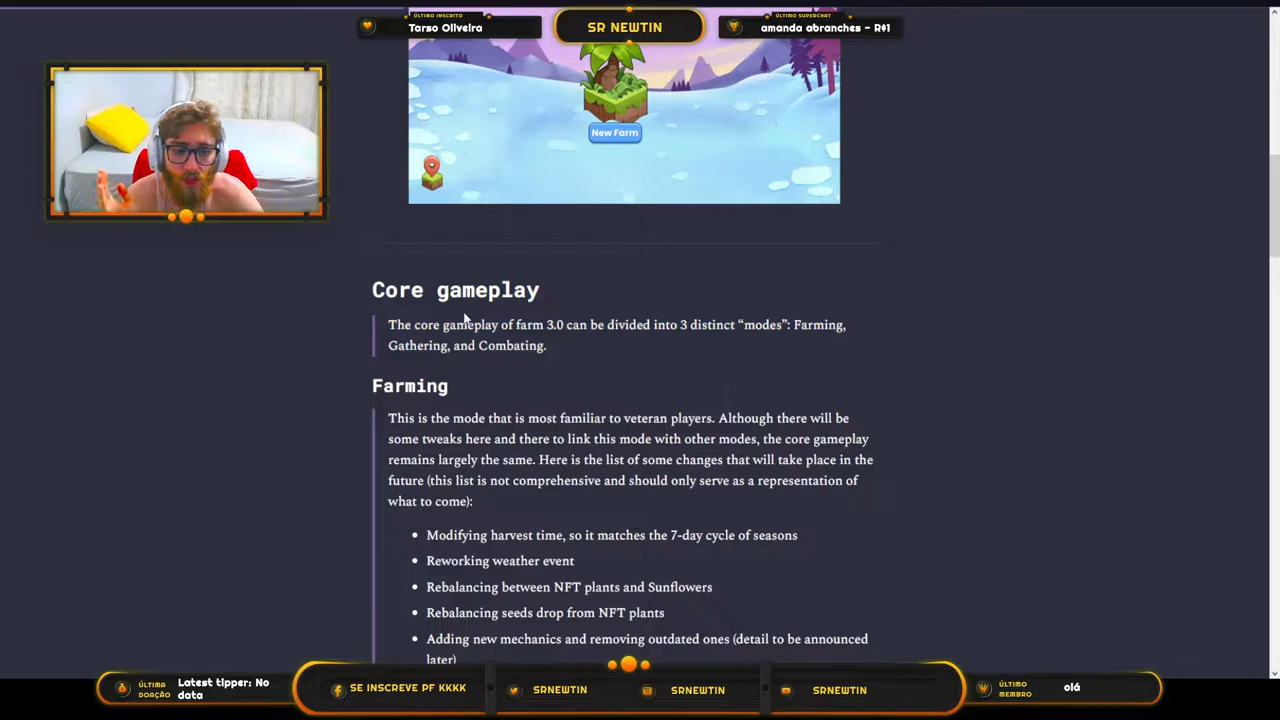 ÚLTIMO INSCRITO
Tarso Oliveira
SR NEWTIN
ÚLTIMO SUPERCHAT
amanda abranches - R$1
New Farm
Core gameplay
The core gameplay of farm 3.0 can be divided into 3 distinct “modes”: Farming,
Gathering, and Combating.
Farming
This is the mode that is most familiar to veteran players. Although there will be
some tweaks here and there to link this mode with other modes, the core gameplay
remains largely the same. Here is the list of some changes that will take place in the
future (this list is not comprehensive and should only serve as a representation of
what to come):
• Modifying harvest time, so it matches the 7-day cycle of seasons
• Reworking weather event
• Rebalancing between NFT plants and Sunflowers
• Rebalancing seeds drop from NFT plants
• Adding new mechanics and removing outdated ones (detail to be announced
later)
ÚLTIMA
DOAÇÃO
Latest tipper: No
data
SE INSCREVE PF KKKK
SRNEWTIN
SRNEWTIN
SRNEWTIN
ÚLTIMO
MEMBRO
olá